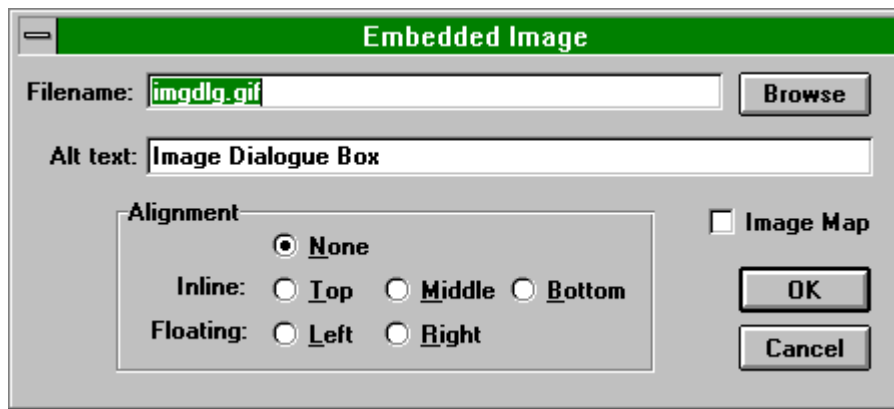 Embedded Image
Filename: imgdlg.gif Browse
Alt text: Image Dialogue Box
Alignment
None
Image Map
Inline: Top Middle Bottom
OK
Floating: Left Right
Cancel